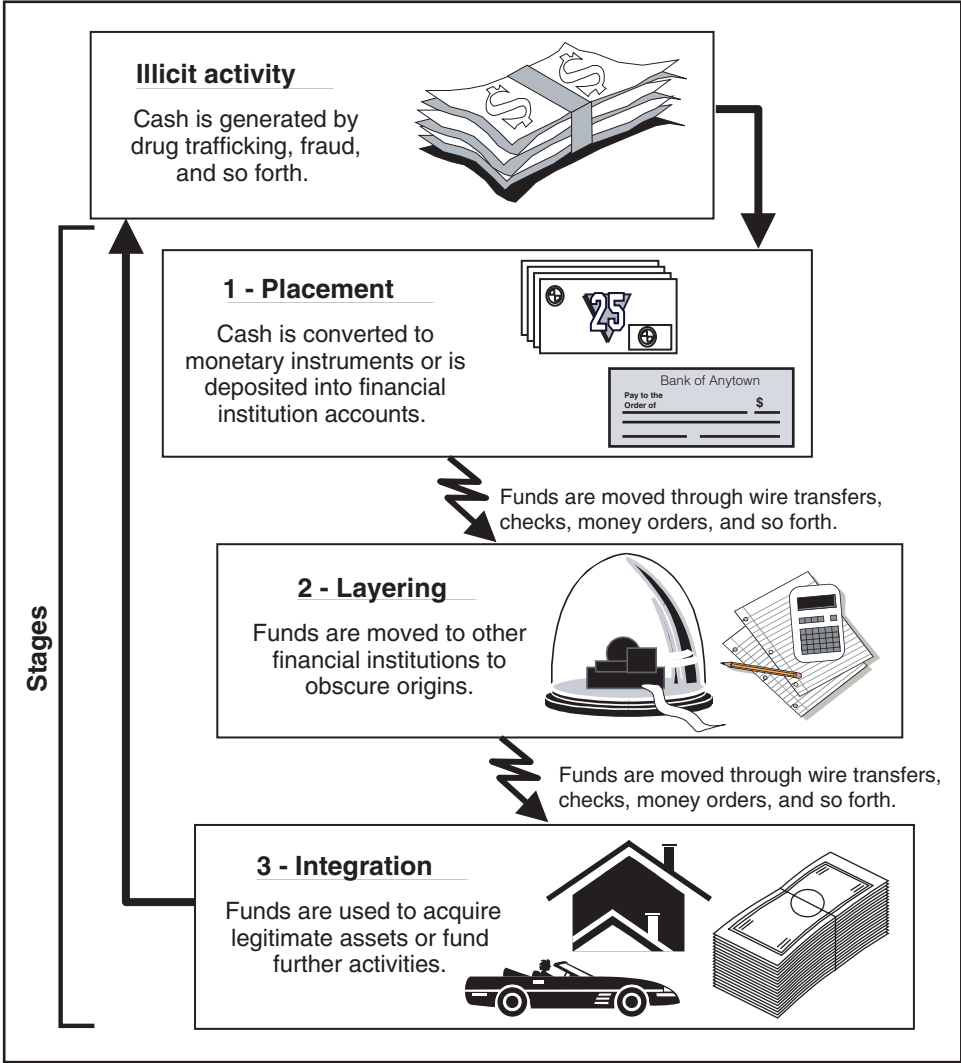 Illicit activity
Cash is generated by
drug trafficking, fraud,
and so forth.
1 - Placement
Cash is converted to
monetary instruments or is
deposited into financial
institution accounts.
25
Bank of Anytown
Pay to the
Order of
$
Funds are moved through wire transfers,
checks, money orders, and so forth.
Stages
2 - Layering
Funds are moved to other
financial institutions to
obscure origins.
Funds are moved through wire transfers,
checks, money orders, and so forth.
3 - Integration
Funds are used to acquire
legitimate assets or fund
further activities.